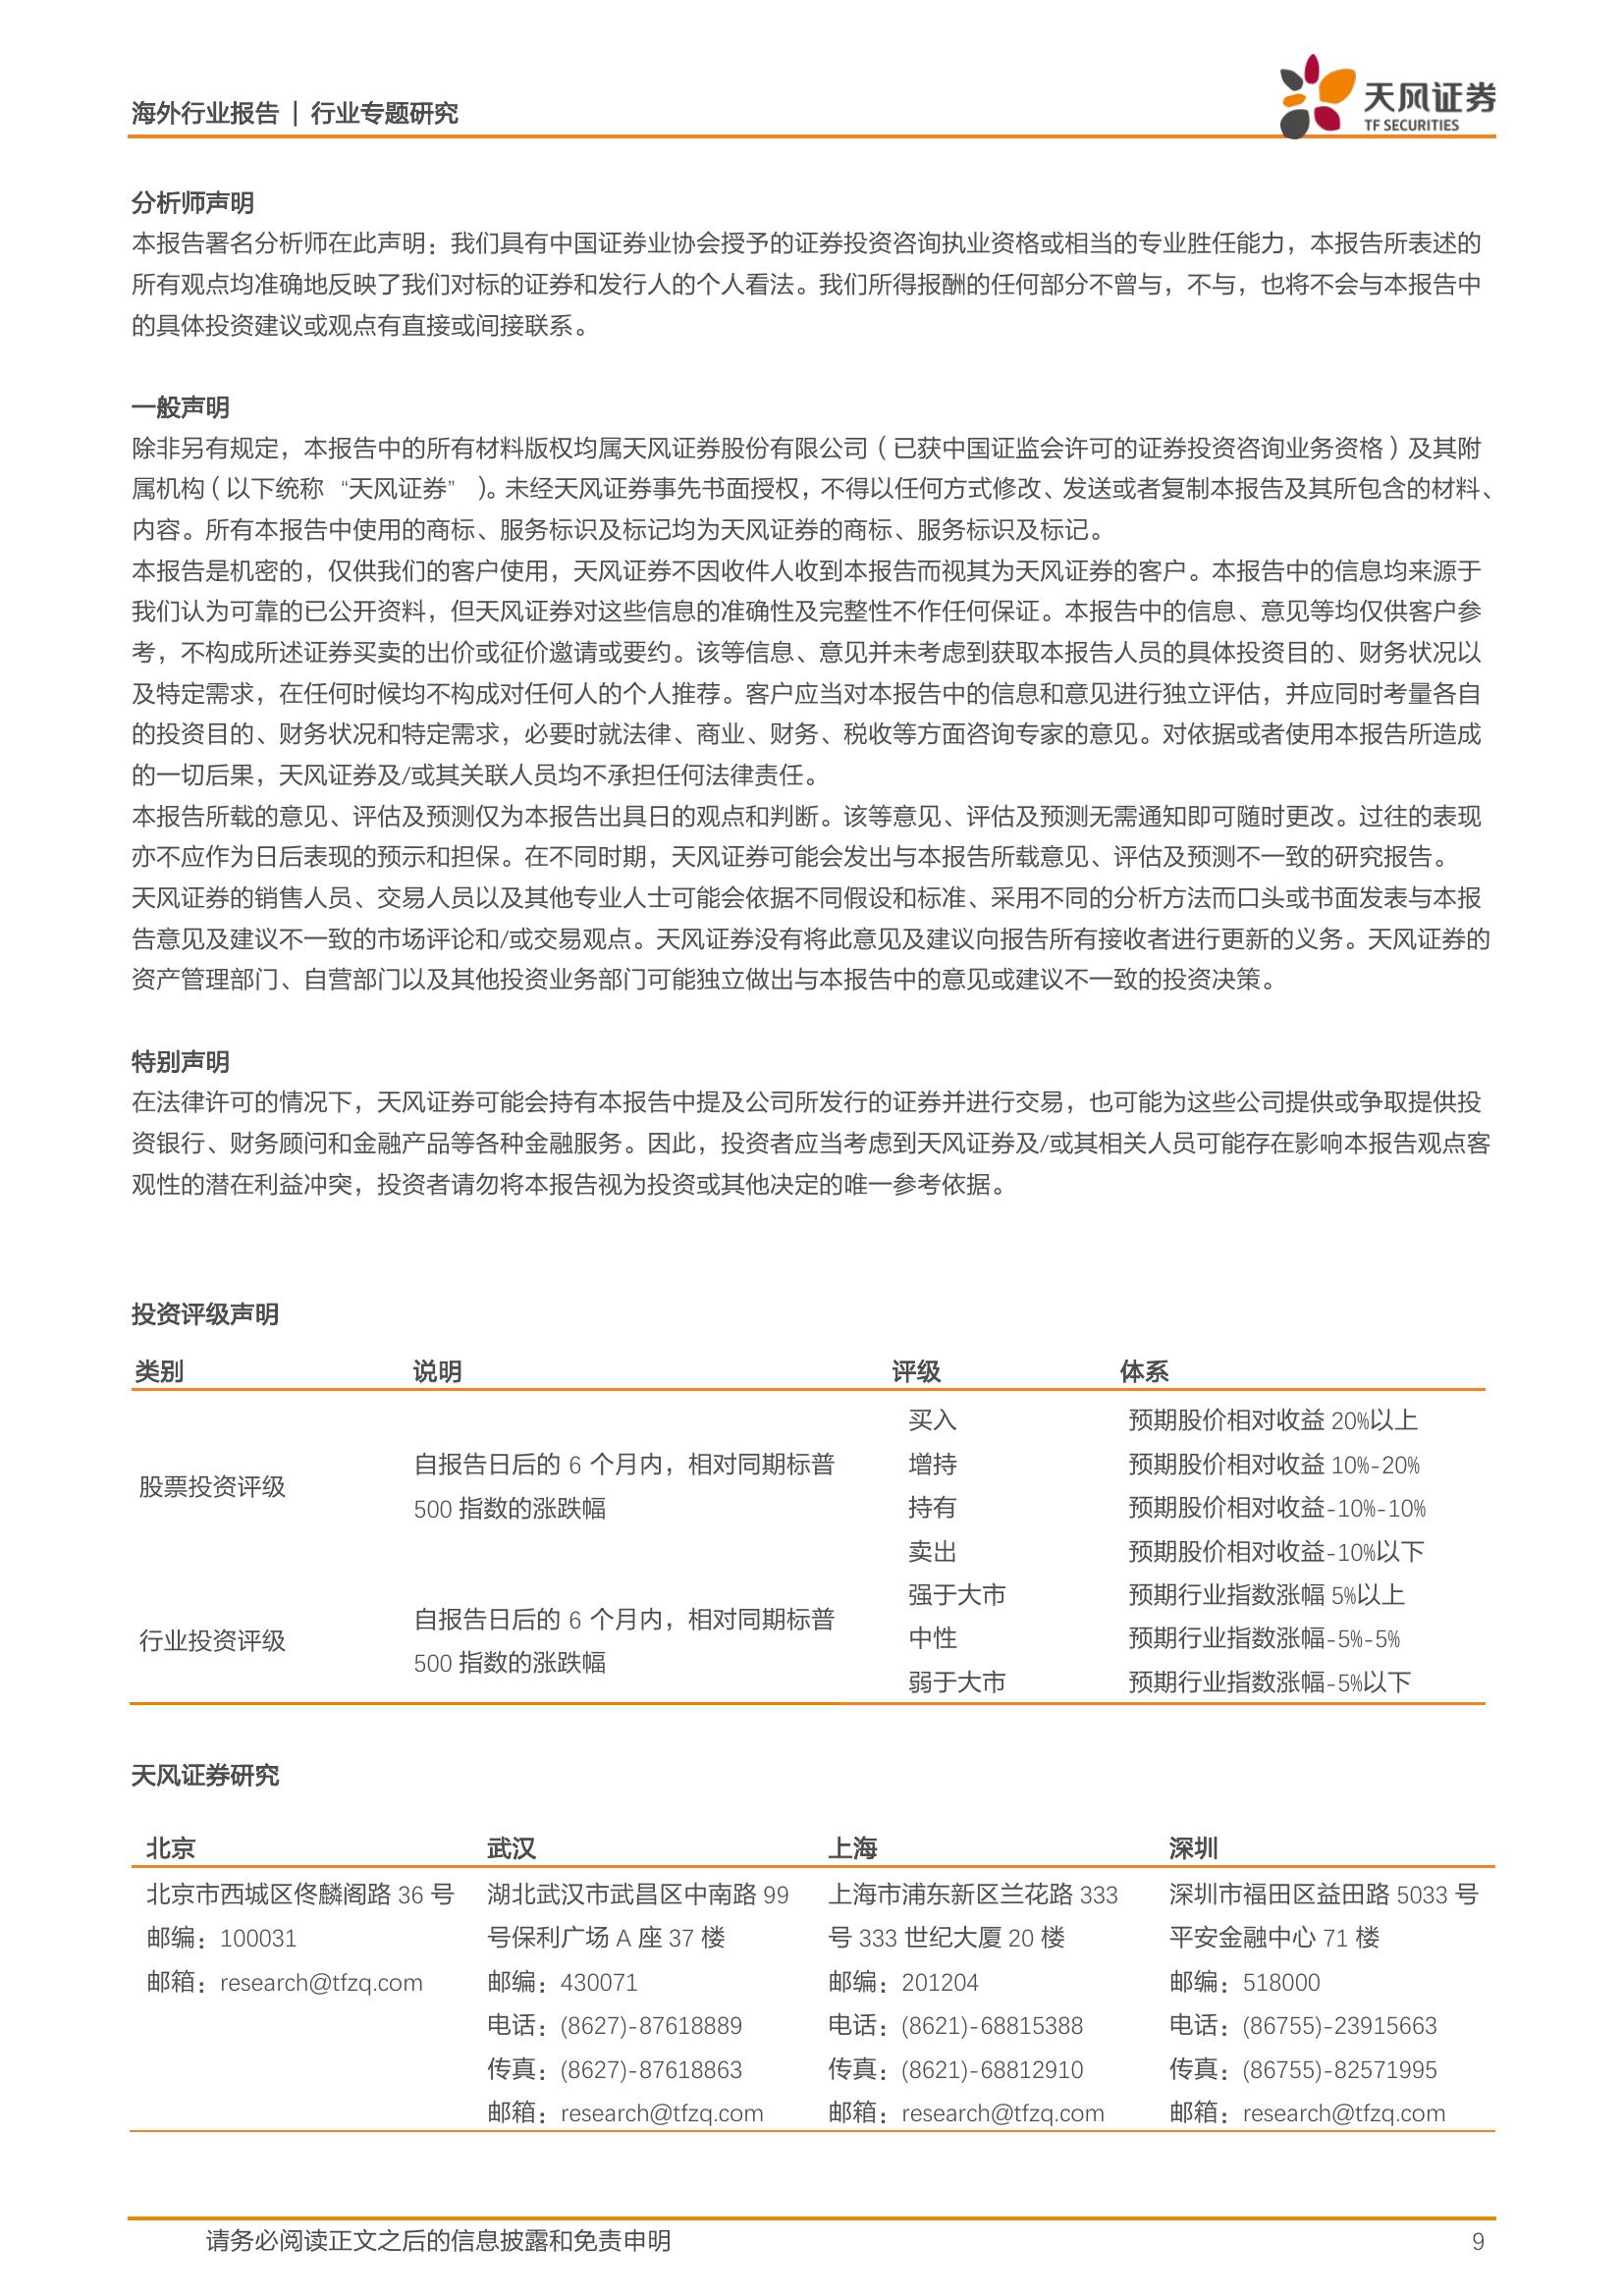 海外行业报告 | 行业专题研究
天风证券
TF SECURITIES
分析师声明
本报告署名分析师在此声明：我们具有中国证券业协会授予的证券投资咨询执业资格或相当的专业胜任能力，本报告所表述的
所有观点均准确地反映了我们对标的证券和发行人的个人看法。我们所得报酬的任何部分不曾与，不与，也将不会与本报告中
的具体投资建议或观点有直接或间接联系。
一般声明
除非另有规定，本报告中的所有材料版权均属天风证券股份有限公司（已获中国证监会许可的证券投资咨询业务资格）及其附
属机构（以下统称 “天风证券” ）。未经天风证券事先书面授权，不得以任何方式修改、发送或者复制本报告及其所包含的材料、
内容。所有本报告中使用的商标、服务标识及标记均为天风证券的商标、服务标识及标记。
本报告是机密的，仅供我们的客户使用，天风证券不因收件人收到本报告而视其为天风证券的客户。本报告中的信息均来源于
我们认为可靠的已公开资料，但天风证券对这些信息的准确性及完整性不作任何保证。本报告中的信息、意见等均仅供客户参
考，不构成所述证券买卖的出价或征价邀请或要约。该等信息、意见并未考虑到获取本报告人员的具体投资目的、财务状况以
及特定需求，在任何时候均不构成对任何人的个人推荐。客户应当对本报告中的信息和意见进行独立评估，并应同时考量各自
的投资目的、财务状况和特定需求，必要时就法律、商业、财务、税收等方面咨询专家的意见。对依据或者使用本报告所造成
的一切后果，天风证券及/或其关联人员均不承担任何法律责任。
本报告所载的意见、评估及预测仅为本报告出具日的观点和判断。该等意见、评估及预测无需通知即可随时更改。过往的表现
亦不应作为日后表现的预示和担保。在不同时期，天风证券可能会发出与本报告所载意见、评估及预测不一致的研究报告。
天风证券的销售人员、交易人员以及其他专业人士可能会依据不同假设和标准、采用不同的分析方法而口头或书面发表与本报
告意见及建议不一致的市场评论和/或交易观点。天风证券没有将此意见及建议向报告所有接收者进行更新的义务。天风证券的
资产管理部门、自营部门以及其他投资业务部门可能独立做出与本报告中的意见或建议不一致的投资决策。
特别声明
在法律许可的情况下，天风证券可能会持有本报告中提及公司所发行的证券并进行交易，也可能为这些公司提供或争取提供投
资银行、财务顾问和金融产品等各种金融服务。因此，投资者应当考虑到天风证券及/或其相关人员可能存在影响本报告观点客
观性的潜在利益冲突，投资者请勿将本报告视为投资或其他决定的唯一参考依据。
投资评级声明
类别 说明 评级 体系
股票投资评级
自报告日后的 6 个月内，相对同期标普
500 指数的涨跌幅
买入 预期股价相对收益 20%以上
增持 预期股价相对收益 10%-20%
持有 预期股价相对收益-10%-10%
卖出 预期股价相对收益-10%以下
行业投资评级
自报告日后的 6 个月内，相对同期标普
500 指数的涨跌幅
强于大市 预期行业指数涨幅 5%以上
中性 预期行业指数涨幅-5%-5%
弱于大市 预期行业指数涨幅-5%以下
天风证券研究
北京 武汉 上海 深圳
北京市西城区佟麟阁路 36 号 湖北武汉市武昌区中南路 99 上海市浦东新区兰花路 333 深圳市福田区益田路 5033 号
邮编：100031 号保利广场 A 座 37 楼 号 333 世纪大厦 20 楼 平安金融中心 71 楼
邮箱：research@tfzq.com 邮编：430071 邮编：201204 邮编：518000
电话：(8627)-87618889 电话：(8621)-68815388 电话：(86755)-23915663
传真：(8627)-87618863 传真：(8621)-68812910 传真：(86755)-82571995
邮箱：research@tfzq.com 邮箱：research@tfzq.com 邮箱：research@tfzq.com
请务必阅读正文之后的信息披露和免责申明 9